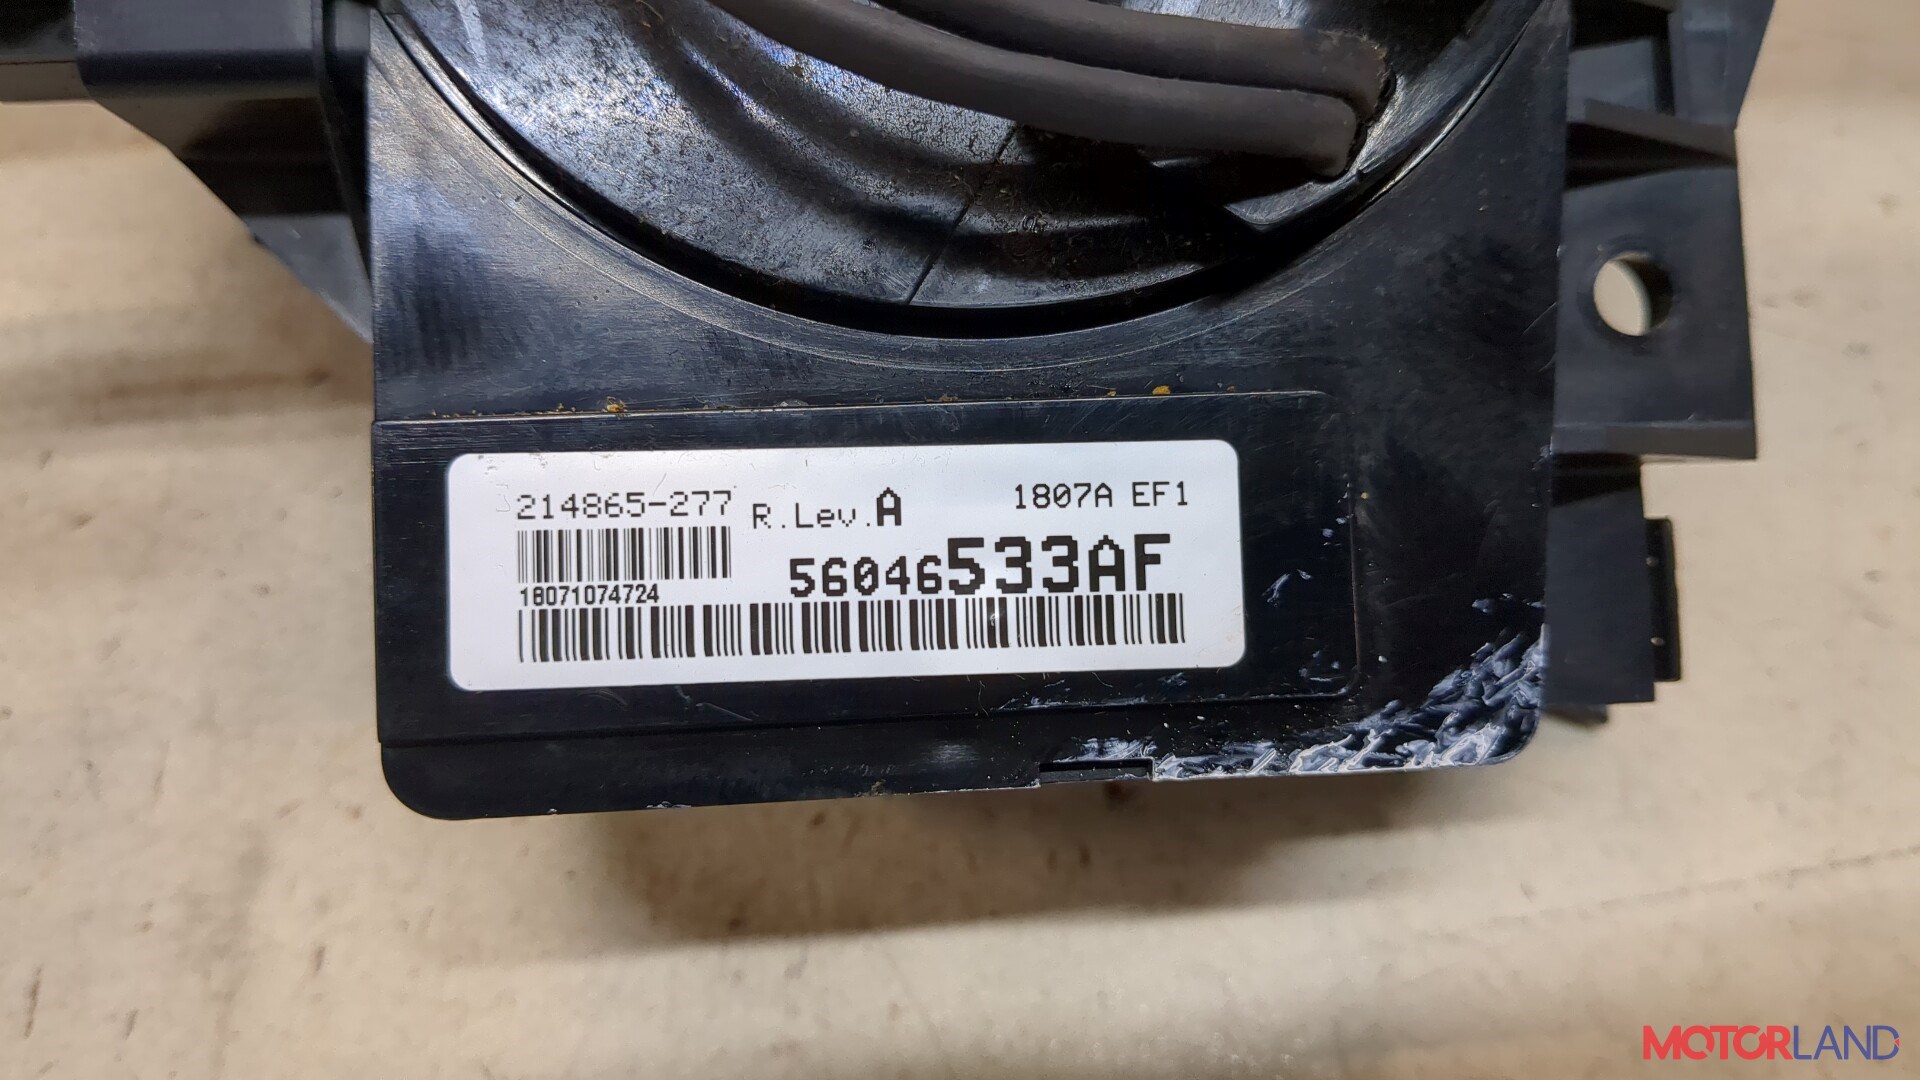 214865-277 R.Lev.A 1807A EF1
56046533AF
18071074724
MOTORLAND